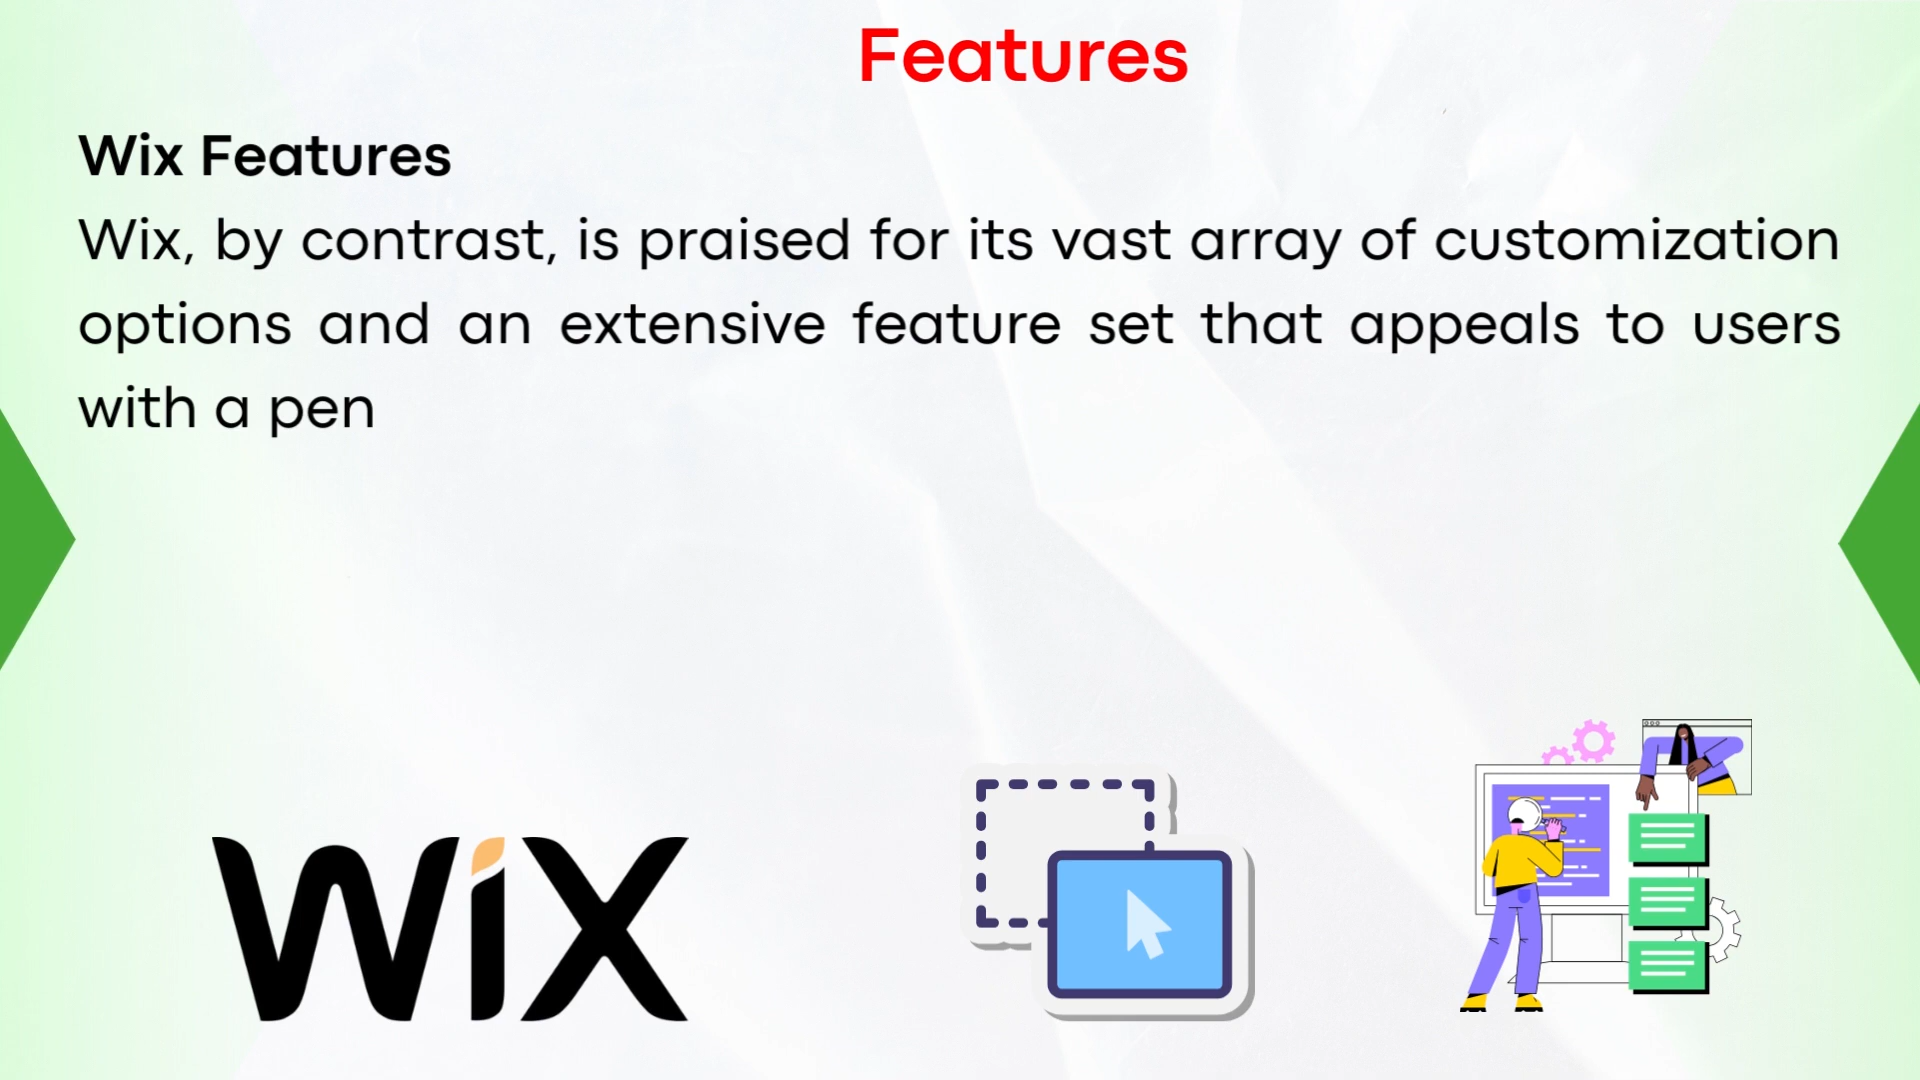 Features
Wix Features
Wix, by contrast, is praised for its vast array of customization
options and an extensive feature set that appeals to users
with a pen
WiX